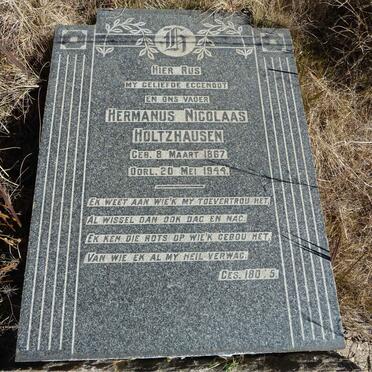 H
HIER RUS
MY GELIEFDE EGGENOOT
EN ONS VADER
HERMANUS NICOLAAS
HOLTZHAUSEN
GEB. 8 MAART 1867.
OORL. 20 MEI 1944.
EK WEET AAN WIE'K MY TOEVERTROU HET,
AL WISSEL DAN OOK DAG EN NAG.
EK KEN DIE ROTS OP WIE'K GEBOU HET,
VAN WIE EK AL MY HEIL VERWAG.
GES.